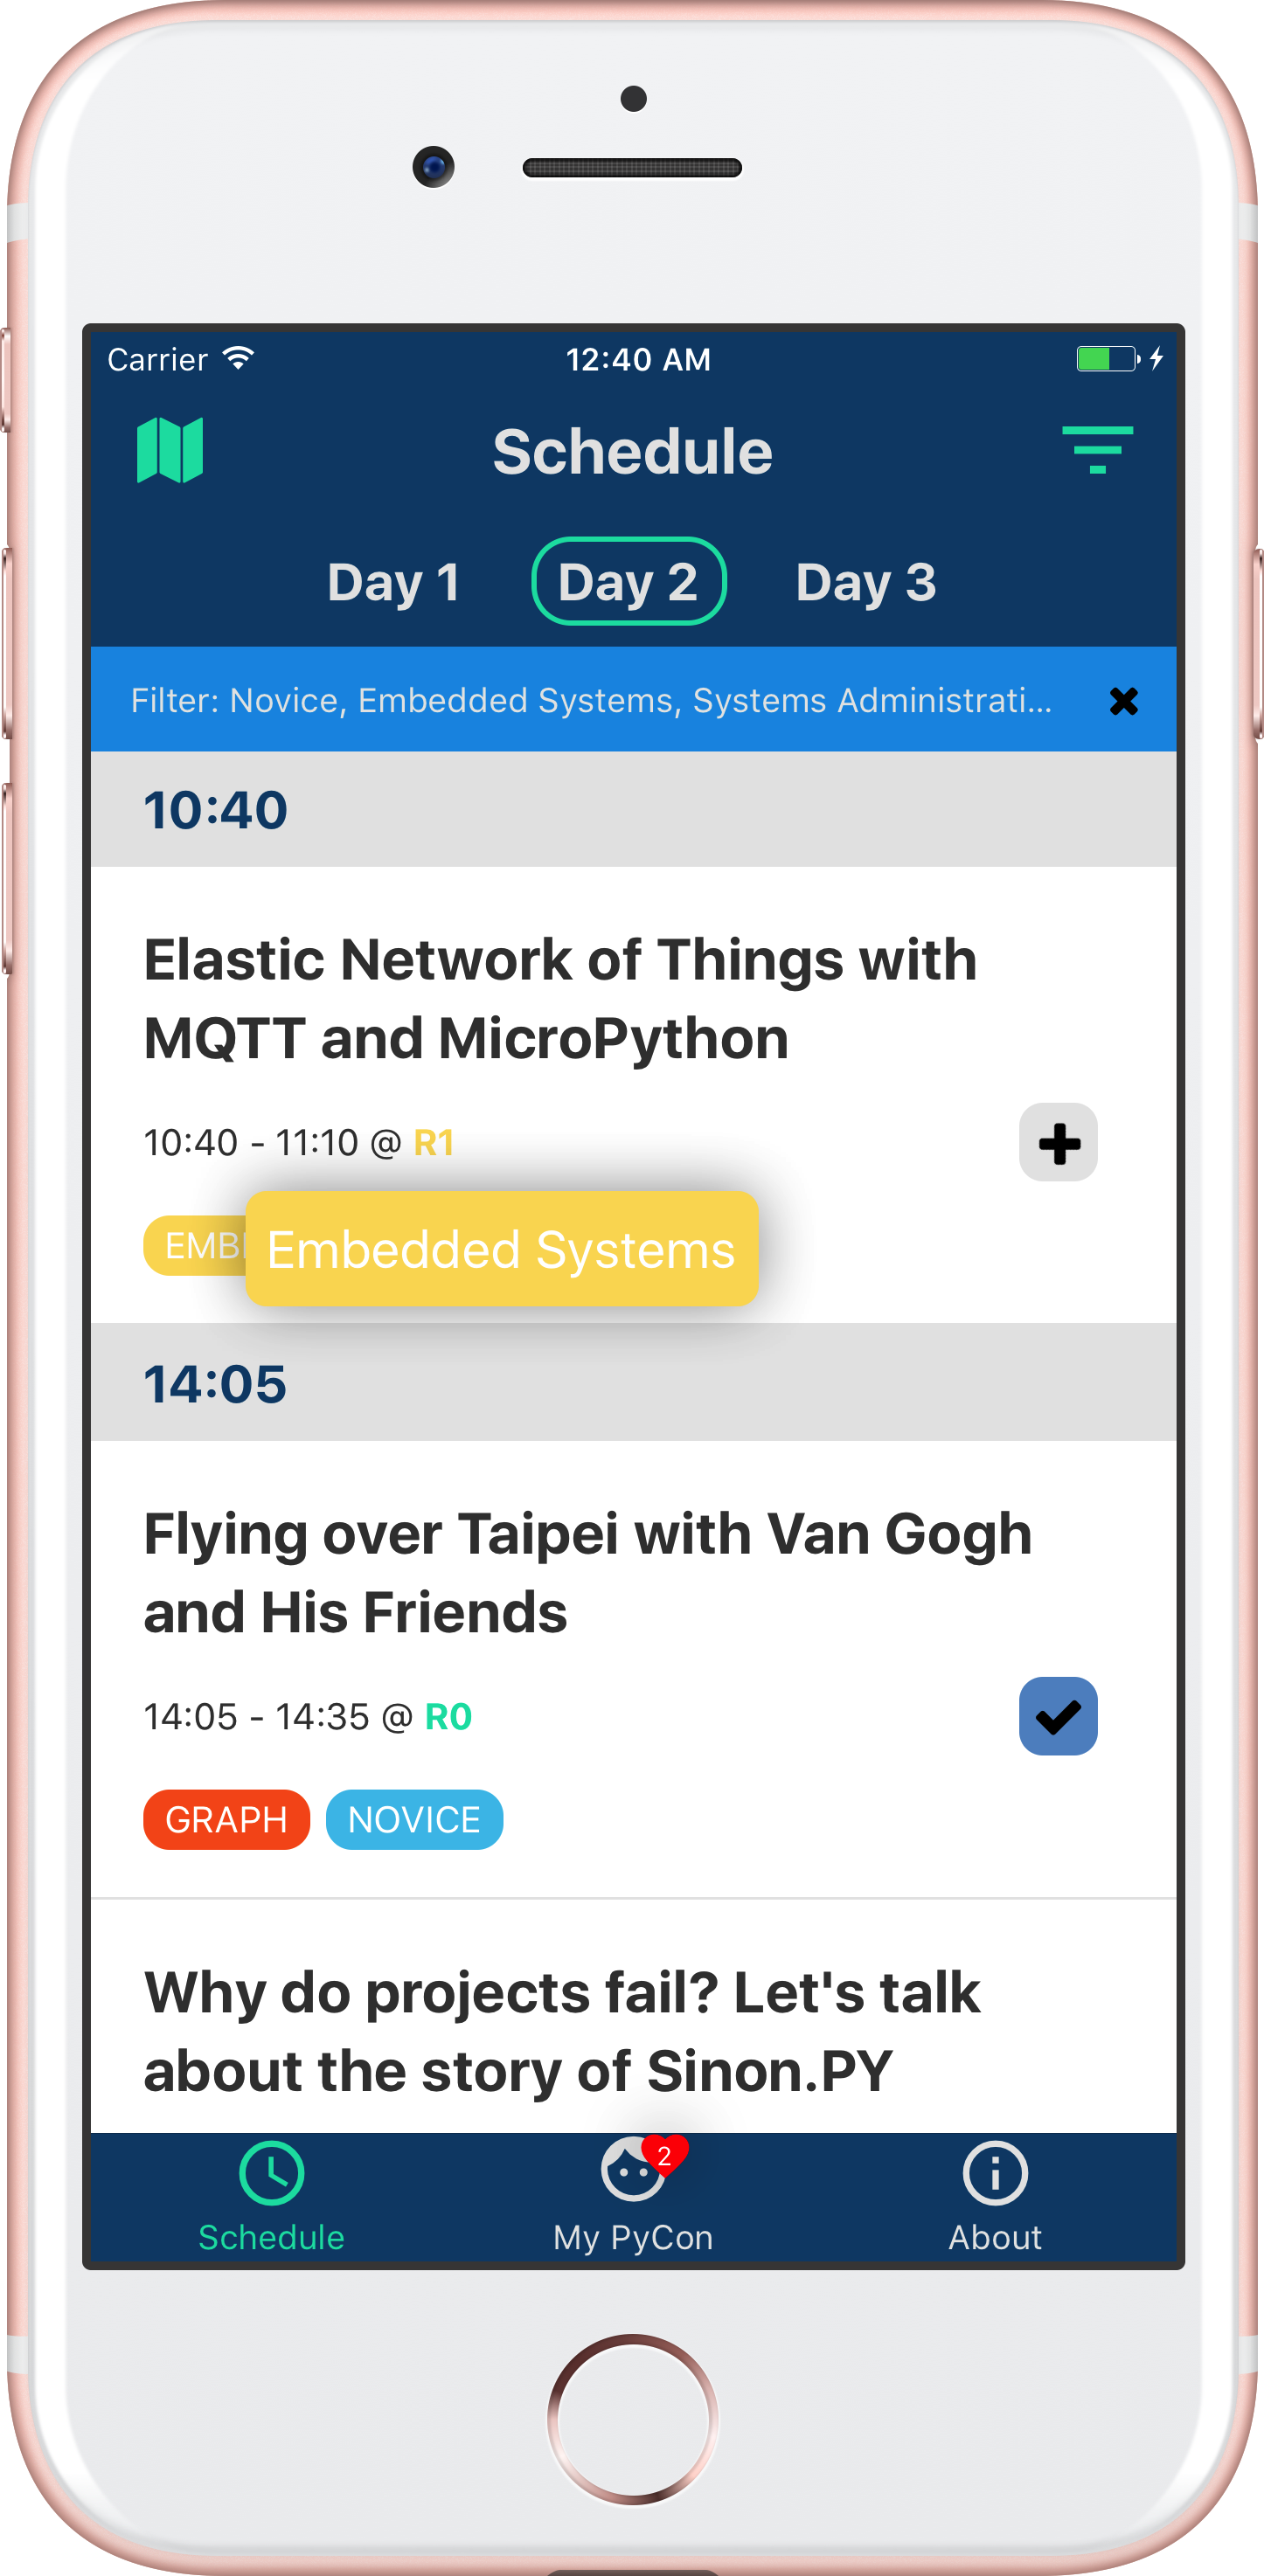 Carrier 12:40 AM
Schedule
Day 1 Day 2 Day 3
Filter: Novice, Embedded Systems, Systems Administrati...
10:40
Elastic Network of Things with
MQTT and MicroPython
10:40 - 11:10 @ R1
EMB
Embedded Systems
14:05
Flying over Taipei with Van Gogh
and His Friends
14:05 - 14:35 @ R0
GRAPH NOVICE
Why do projects fail? Let's talk
about the story of Sinon.PY
2
Schedule My PyCon About